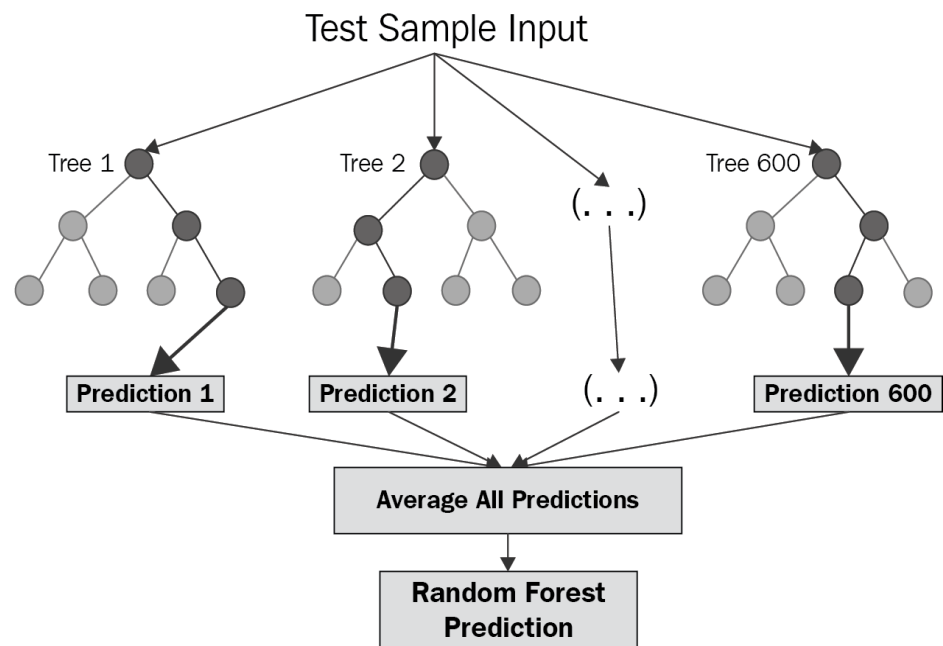 Test Sample Input
Tree 1
Tree 2
Tree 600
(. . .)
Prediction 1
Prediction 2
(. . .)
Prediction 600
Average All Predictions
Random Forest
Prediction